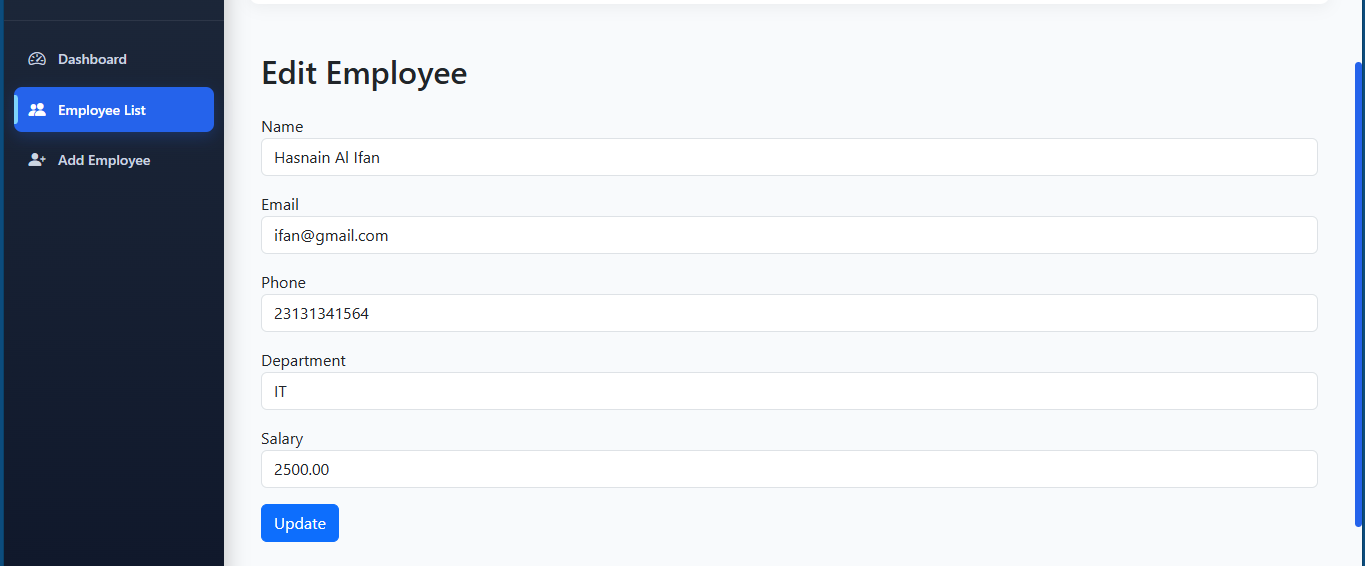 Dashboard
Employee List
Add Employee
Edit Employee
Name
Hasnain Al Ifan
Email
ifan@gmail.com
Phone
23131341564
Department
IT
Salary
2500.00
Update